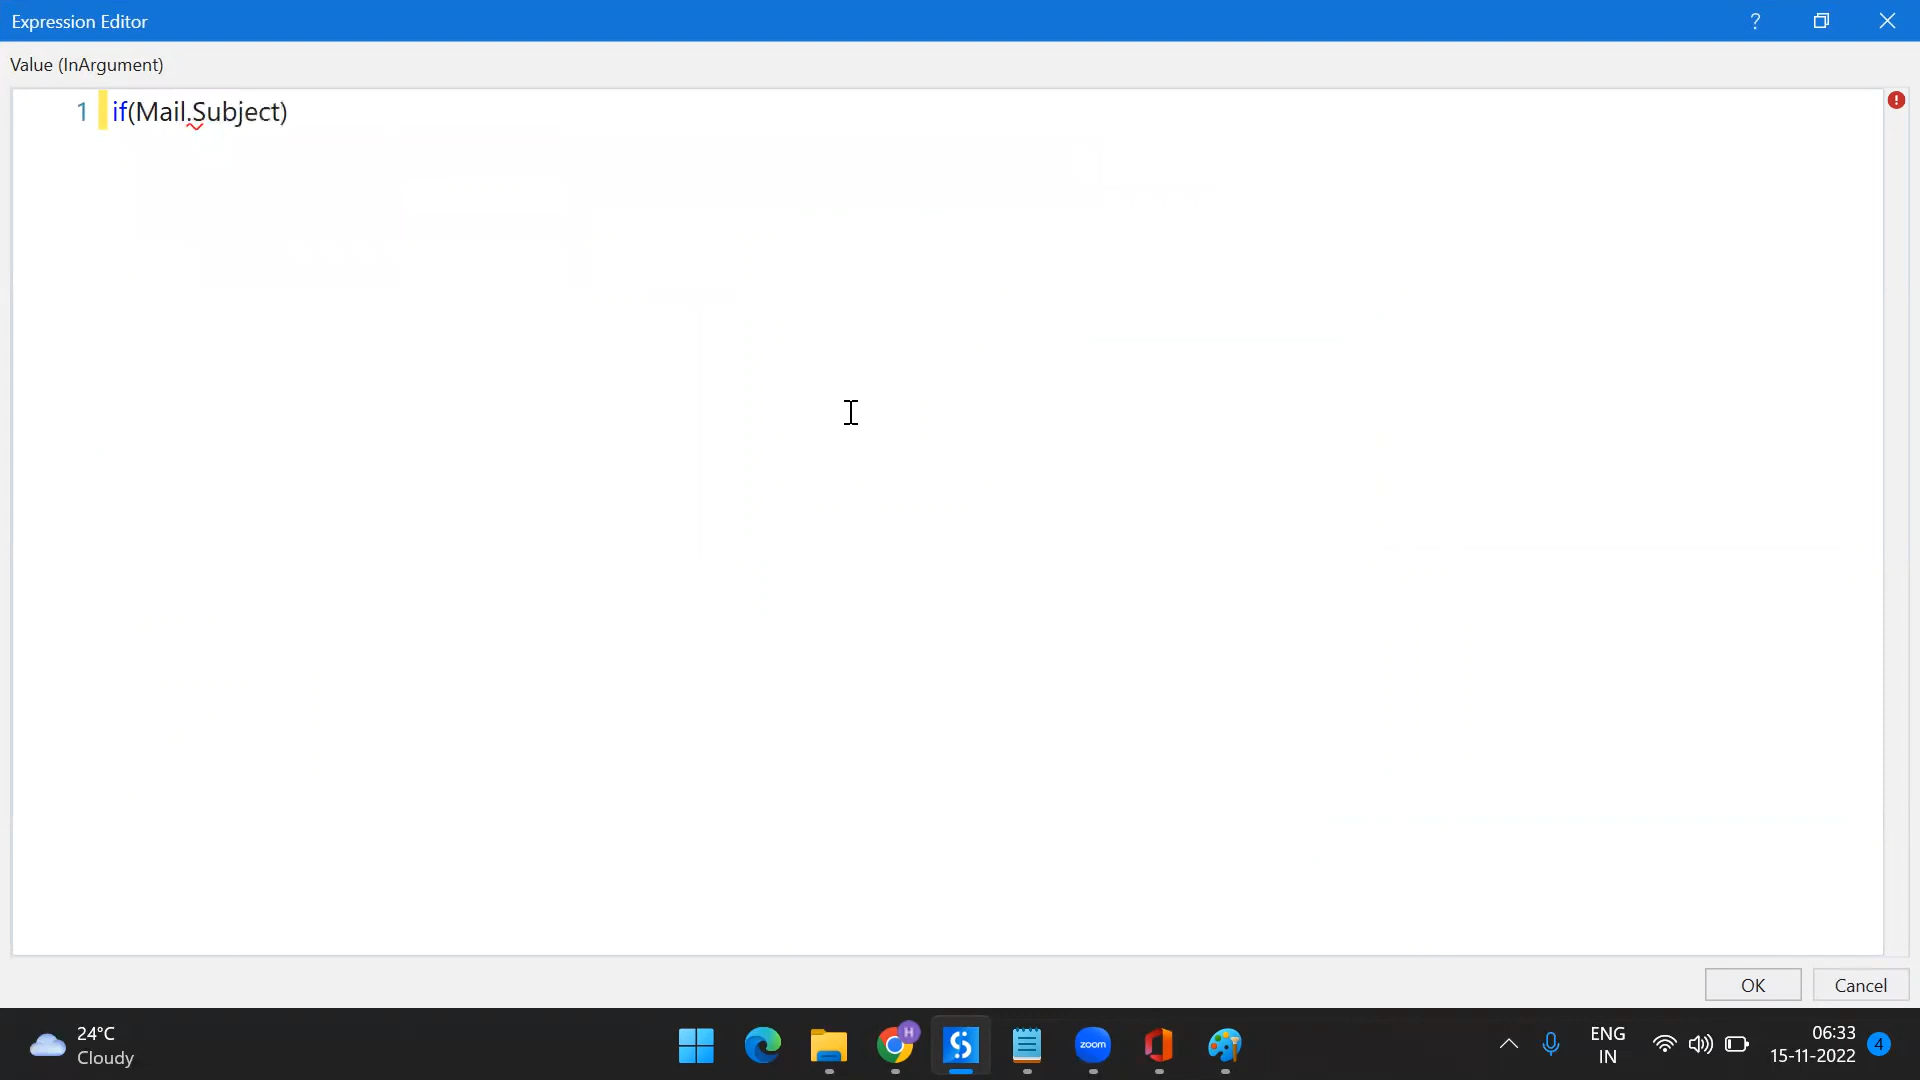 Expression Editor
?
Value (InArgument)
1 if(Mail.Subject)
OK
Cancel
24°C
Cloudy
H
zoom
ENG
IN
06:33
15-11-2022
4